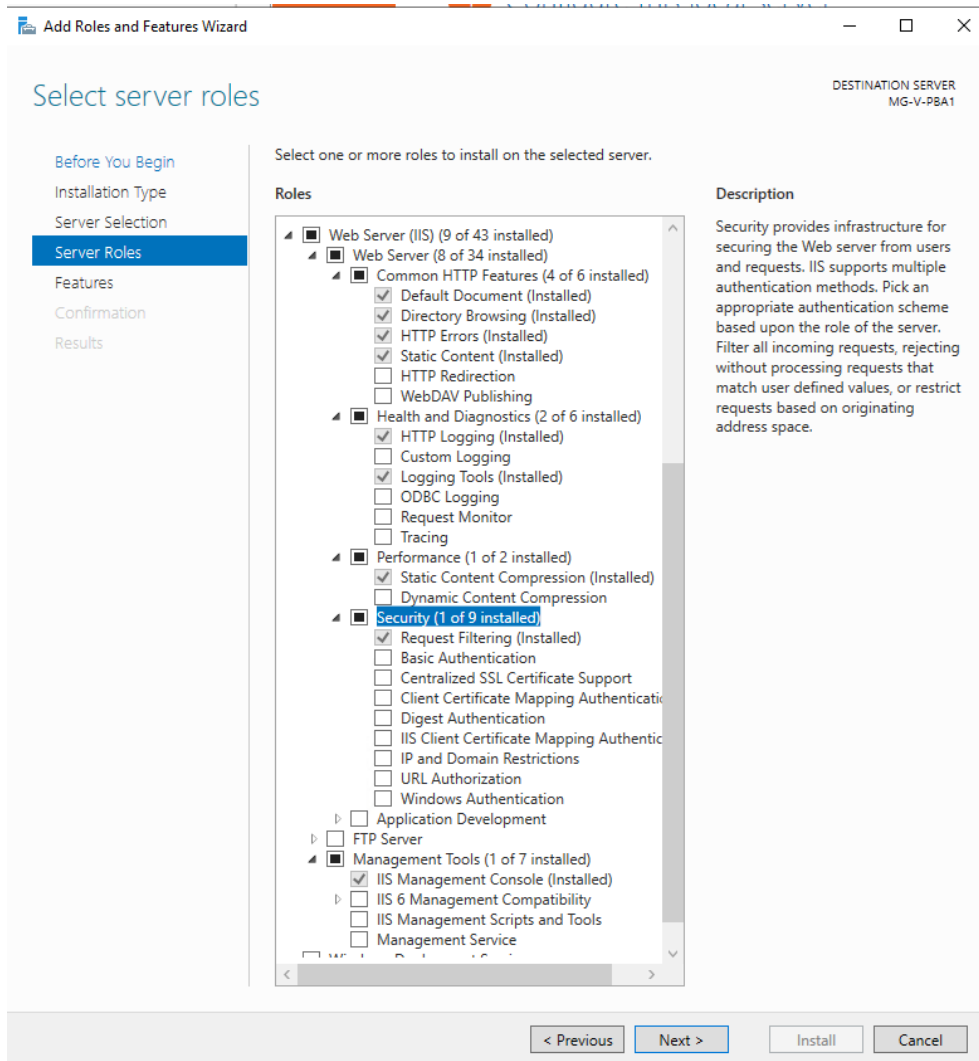 Add Roles and Features Wizard
Select server roles
DESTINATION SERVER
MG-V-PBA1
Before You Begin
Installation Type
Server Selection
Server Roles
Features
Confirmation
Results
Select one or more roles to install on the selected server.
Roles
Web Server (IIS) (9 of 43 installed)
Web Server (8 of 34 installed)
Common HTTP Features (4 of 6 installed)
Default Document (Installed)
Directory Browsing (Installed)
HTTP Errors (Installed)
Static Content (Installed)
HTTP Redirection
WebDAV Publishing
Health and Diagnostics (2 of 6 installed)
HTTP Logging (Installed)
Custom Logging
Logging Tools (Installed)
ODBC Logging
Request Monitor
Tracing
Performance (1 of 2 installed)
Static Content Compression (Installed)
Dynamic Content Compression
Security (1 of 9 installed)
Request Filtering (Installed)
Basic Authentication
Centralized SSL Certificate Support
Client Certificate Mapping Authenticatic
Digest Authentication
IIS Client Certificate Mapping Authentic
IP and Domain Restrictions
URL Authorization
Windows Authentication
Application Development
FTP Server
Management Tools (1 of 7 installed)
IIS Management Console (Installed)
IIS 6 Management Compatibility
IIS Management Scripts and Tools
Management Service
Description
Security provides infrastructure for
securing the Web server from users
and requests. IIS supports multiple
authentication methods. Pick an
appropriate authentication scheme
based upon the role of the server.
Filter all incoming requests, rejecting
without processing requests that
match user defined values, or restrict
requests based on originating
address space.
< Previous
Next >
Install
Cancel